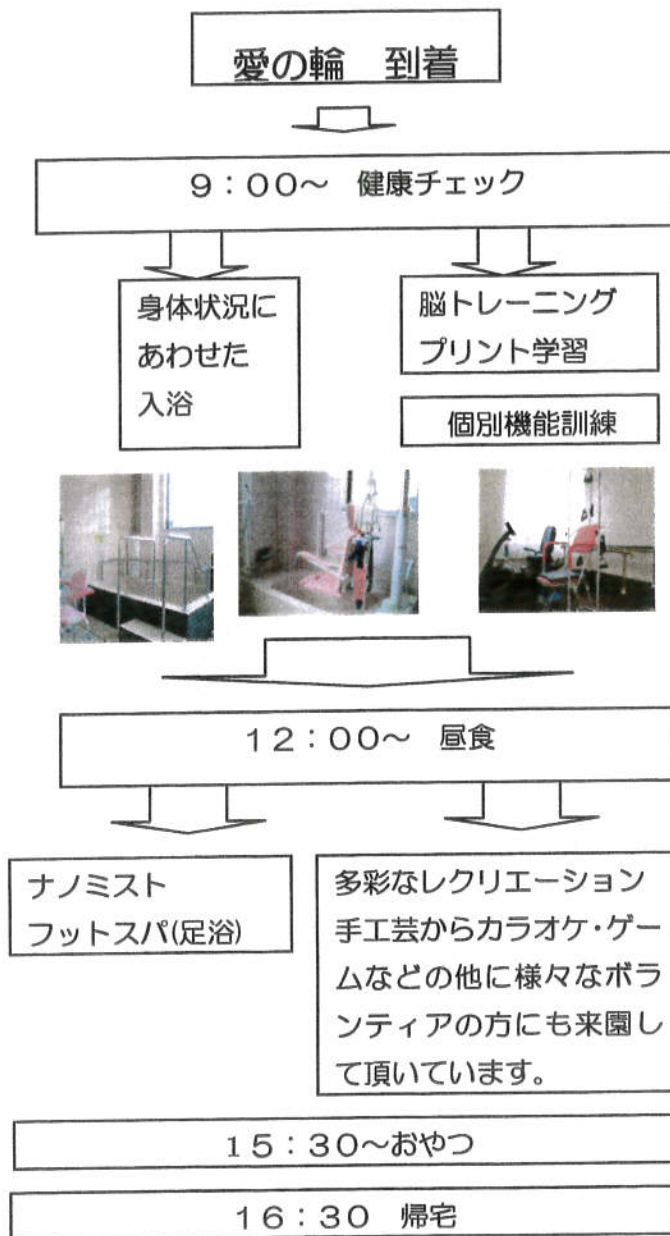 愛の輪　到着
9：00～　健康チェック
身体状況に
あわせた
入浴
脳トレーニング
プリント学習
個別機能訓練
12：00～　昼食
ナノミスト
フットスパ(足浴)
多彩なレクリエーション
手工芸からカラオケ・ゲー
ムなどの他に様々なボラ
ンティアの方にも来園し
て頂いています。
15：30～おやつ
16：30　帰宅